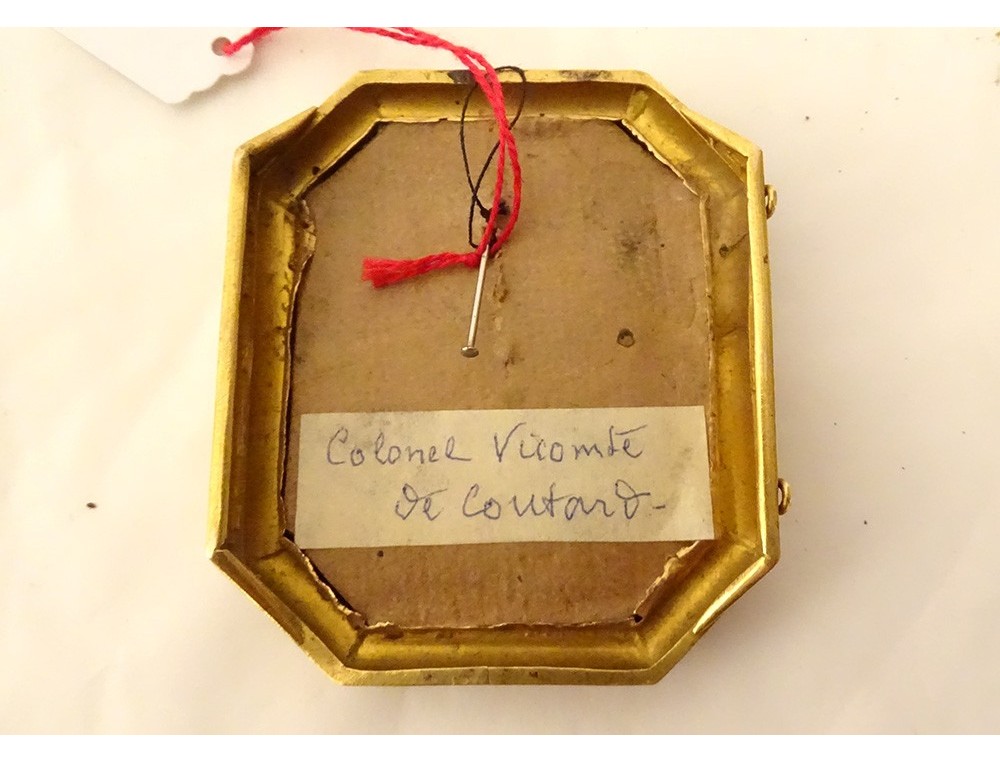 Colonel Vicomte
de Coutard-